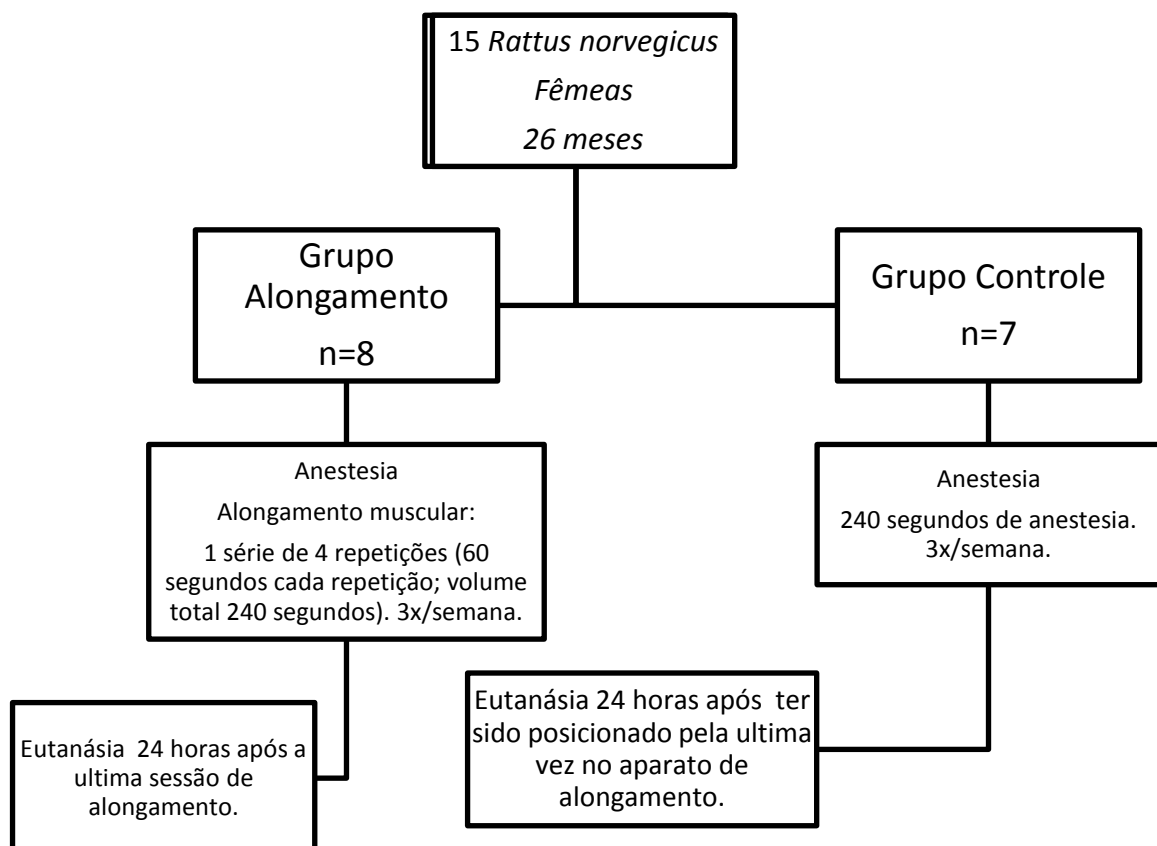 15 Rattus norvegicus
Fêmeas
26 meses
Grupo
Alongamento
n=8
Grupo Controle
n=7
Anestesia
Alongamento muscular:
1 série de 4 repetições (60
segundos cada repetição; volume
total 240 segundos). 3x/semana.
Anestesia
240 segundos de anestesia.
3x/semana.
Eutanásia 24 horas após a
ultima sessão de
alongamento.
Eutanásia 24 horas após ter
sido posicionado pela ultima
vez no aparato de
alongamento.